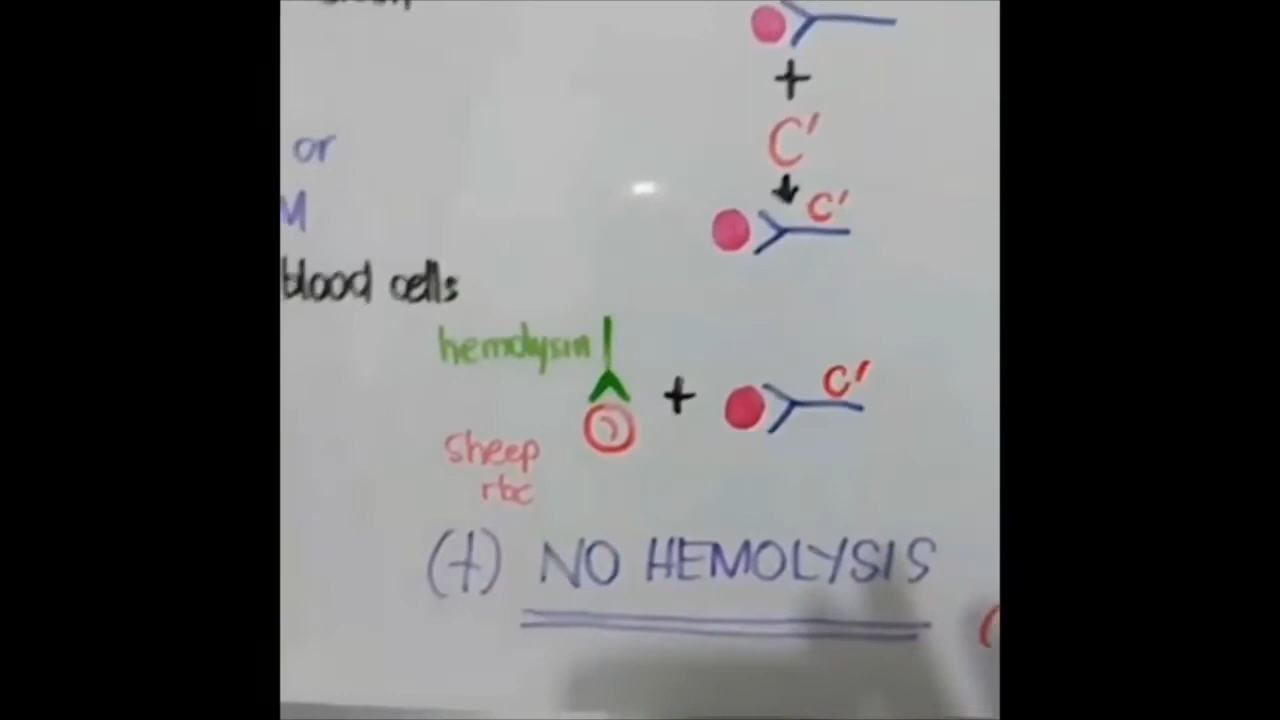 +
C'
or
C'
M
blood cells
hemolysin
+ C'
sheep
rbc
(+) NO HEMOLYSIS